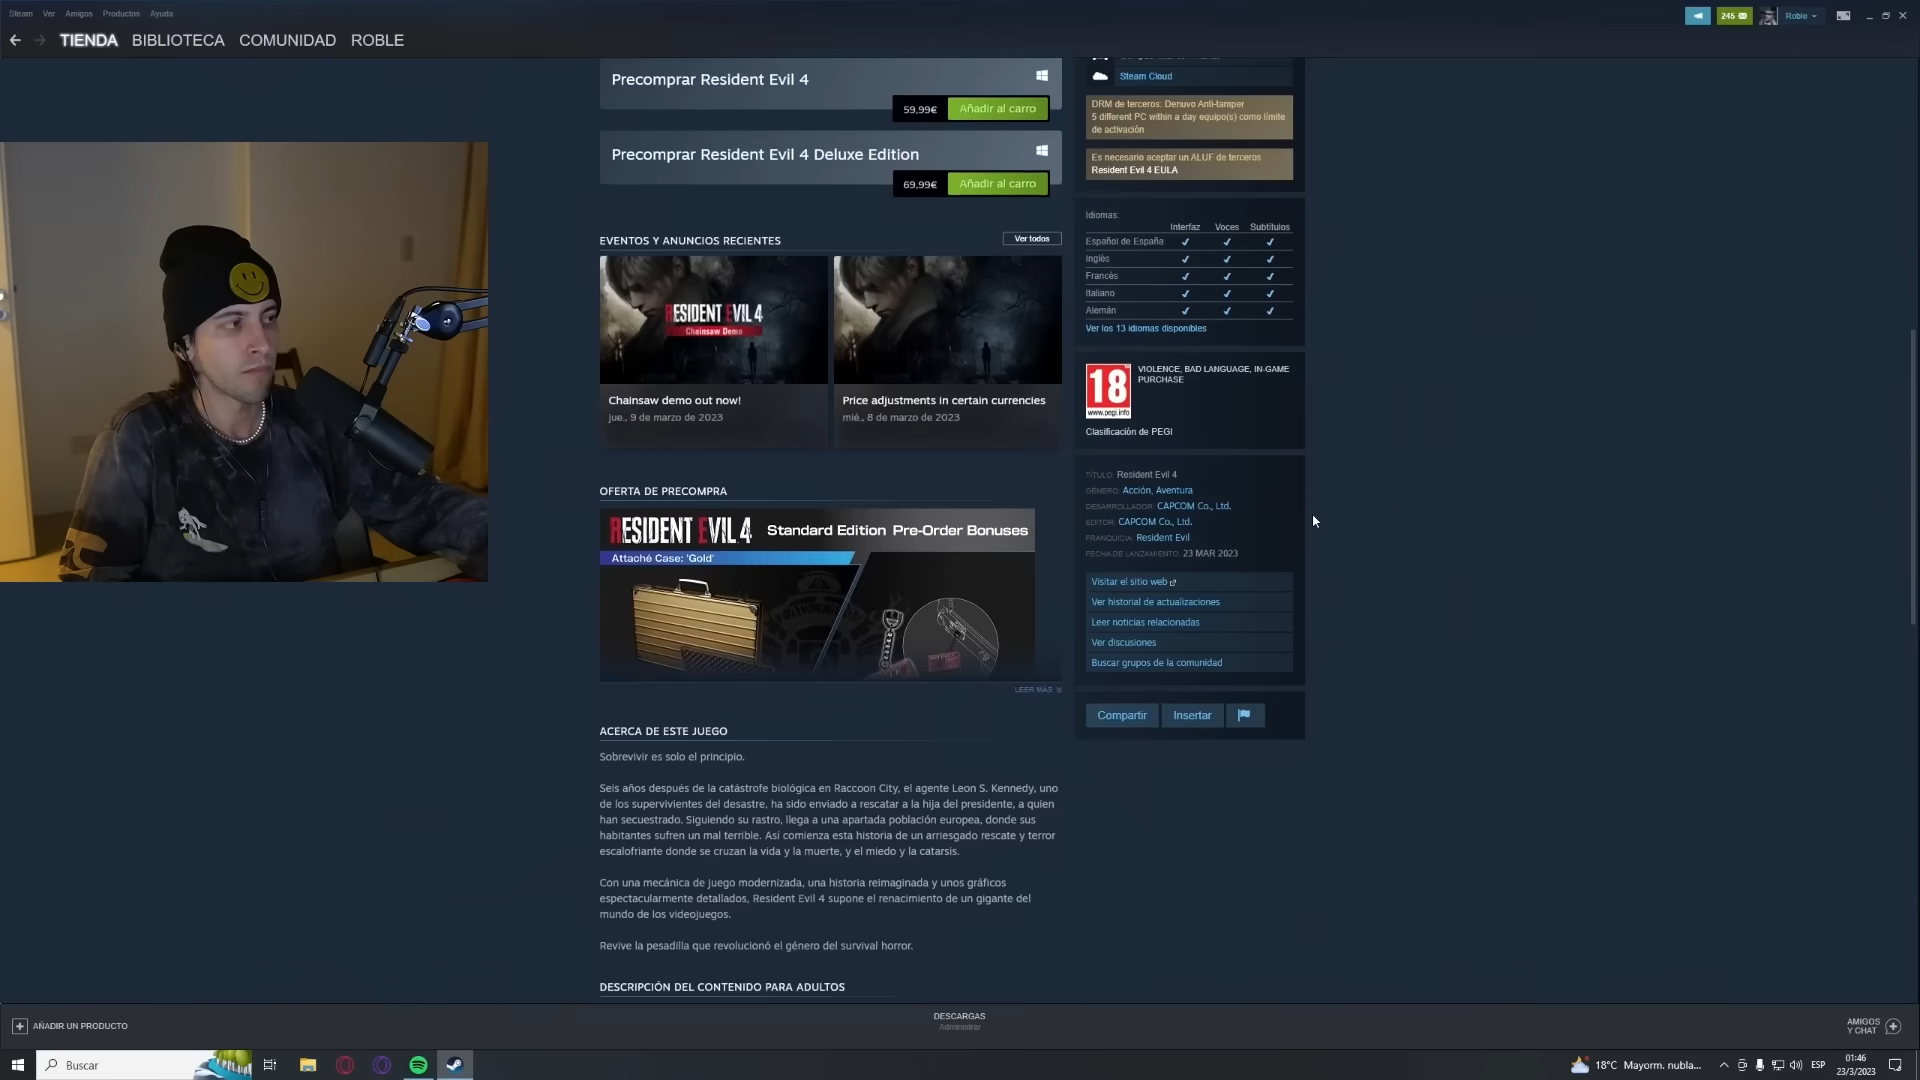 Steam Ver Amigos Productos Ayuda
245
Roble
TIENDA BIBLIOTECA COMUNIDAD ROBLE
Precomprar Resident Evil 4
59,99€ Añadir al carro
Precomprar Resident Evil 4 Deluxe Edition
69,99€ Añadir al carro
EVENTOS Y ANUNCIOS RECIENTES
Ver todos
RESIDENT EVIL 4
Chainsaw Demo
Chainsaw demo out now!
jue., 9 de marzo de 2023
Price adjustments in certain currencies
mié., 8 de marzo de 2023
OFERTA DE PRECOMPRA
RESIDENT EVIL 4 Standard Edition Pre-Order Bonuses
Attaché Case: 'Gold'
LEER MÁS
ACERCA DE ESTE JUEGO
Sobrevivir es solo el principio.
Seis años después de la catástrofe biológica en Raccoon City, el agente Leon S. Kennedy, uno
de los supervivientes del desastre, ha sido enviado a rescatar a la hija del presidente, a quien
han secuestrado. Siguiendo su rastro, llega a una apartada población europea, donde sus
habitantes sufren un mal terrible. Así comienza esta historia de un arriesgado rescate y terror
escalofriante donde se cruzan la vida y la muerte, y el miedo y la catarsis.
Con una mecánica de juego modernizada, una historia reimaginada y unos gráficos
espectacularmente detallados, Resident Evil 4 supone el renacimiento de un gigante del
mundo de los videojuegos.
Revive la pesadilla que revolucionó el género del survival horror.
DESCRIPCIÓN DEL CONTENIDO PARA ADULTOS
Steam Cloud
DRM de terceros: Denuvo Anti-tamper
5 different PC within a day equipo(s) como límite
de activación
Es necesario aceptar un ALUF de terceros
Resident Evil 4 EULA
Idiomas:
Interfaz Voces Subtítulos
Español de España ✔ ✔ ✔
Inglés ✔ ✔ ✔
Francés ✔ ✔ ✔
Italiano ✔ ✔ ✔
Alemán ✔ ✔ ✔
Ver los 13 idiomas disponibles
18
www.pegi.info
VIOLENCE, BAD LANGUAGE, IN-GAME
PURCHASE
Clasificación de PEGI
TÍTULO: Resident Evil 4
GÉNERO: Acción, Aventura
DESARROLLADOR: CAPCOM Co., Ltd.
EDITOR: CAPCOM Co., Ltd.
FRANQUICIA: Resident Evil
FECHA DE LANZAMIENTO: 23 MAR 2023
Visitar el sitio web
Ver historial de actualizaciones
Leer noticias relacionadas
Ver discusiones
Buscar grupos de la comunidad
Compartir Insertar
AÑADIR UN PRODUCTO
DESCARGAS
Administrar
AMIGOS
Y CHAT
Buscar
18°C Mayorm. nubla...
ESP
01:46
23/3/2023